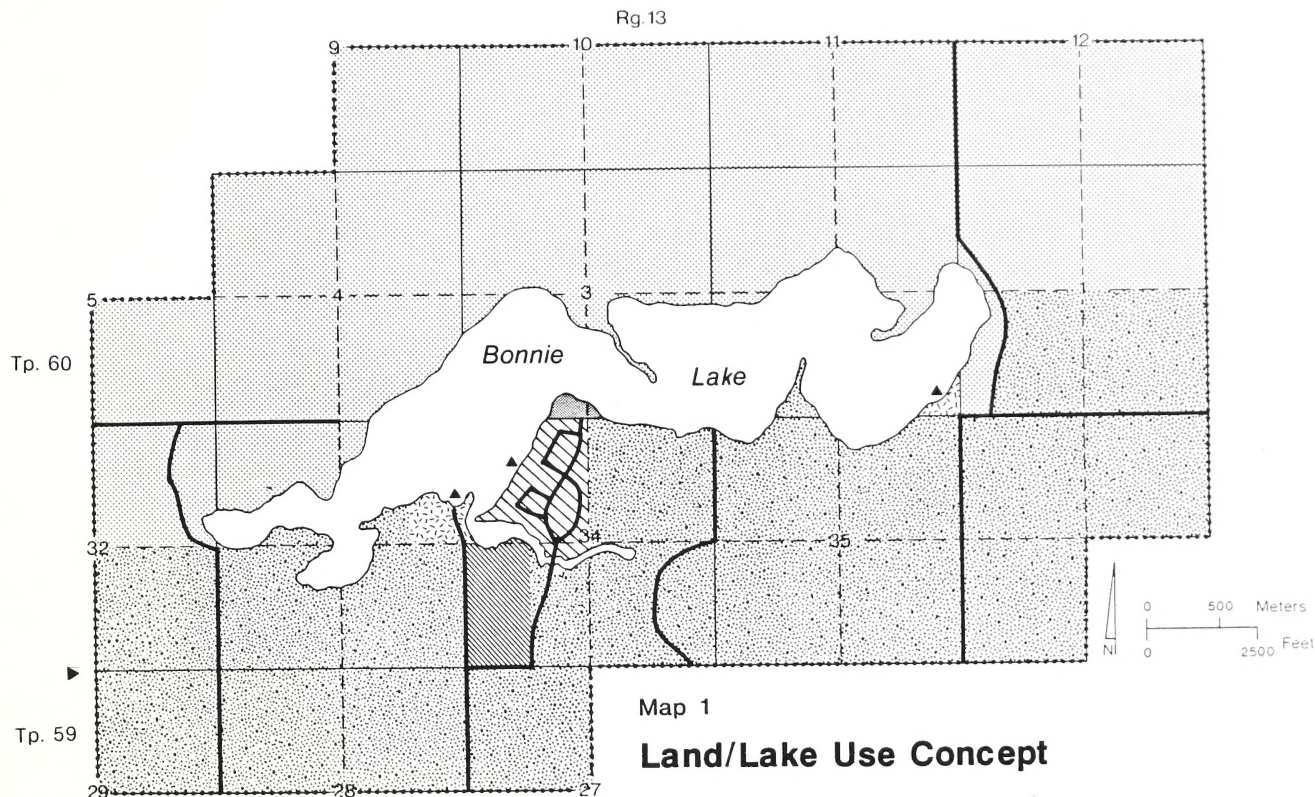 Rg.13
9 10 11 12
5 4 3
Tp. 60
Bonnie
Lake
32 34 35
0 500 Meters
N 0 2500 Feet
Map 1
Tp. 59
Land/Lake Use Concept
29 28 27